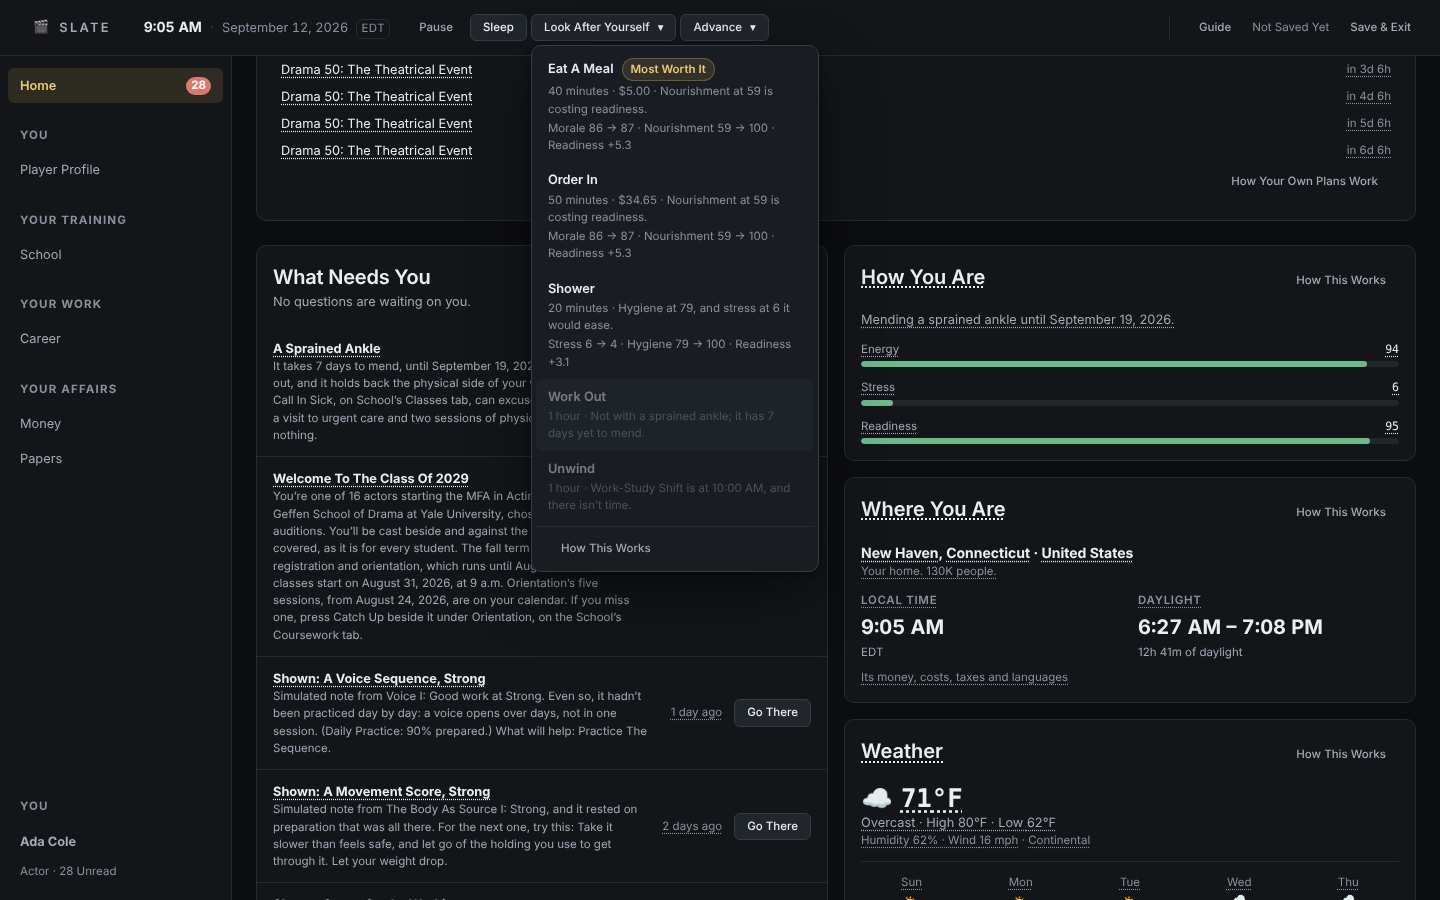 SLATE
9:05 AM · September 12, 2026 EDT
Pause
Sleep
Look After Yourself ▾
Advance ▾
Guide
Not Saved Yet
Save & Exit
Home 28
YOU
Player Profile
YOUR TRAINING
School
YOUR WORK
Career
YOUR AFFAIRS
Money
Papers
YOU
Ada Cole
Actor · 28 Unread
Drama 50: The Theatrical Event in 3d 6h
Drama 50: The Theatrical Event in 4d 6h
Drama 50: The Theatrical Event in 5d 6h
Drama 50: The Theatrical Event in 6d 6h
How Your Own Plans Work
Eat A Meal Most Worth It
40 minutes · $5.00 · Nourishment at 59 is
costing readiness.
Morale 86 → 87 · Nourishment 59 → 100 ·
Readiness +5.3
Order In
50 minutes · $34.65 · Nourishment at 59 is
costing readiness.
Morale 86 → 87 · Nourishment 59 → 100 ·
Readiness +5.3
Shower
20 minutes · Hygiene at 79, and stress at 6 it
would ease.
Stress 6 → 4 · Hygiene 79 → 100 · Readiness
+3.1
Work Out
1 hour · Not with a sprained ankle; it has 7
days yet to mend.
Unwind
1 hour · Work-Study Shift is at 10:00 AM, and
there isn't time.
How This Works
What Needs You
No questions are waiting on you.
A Sprained Ankle
It takes 7 days to mend, until September 19, 202
out, and it holds back the physical side of your
Call In Sick, on School's Classes tab, can excus
a visit to urgent care and two sessions of physi
nothing.
Welcome To The Class Of 2029
You're one of 16 actors starting the MFA in Actin
Geffen School of Drama at Yale University, chos
auditions. You'll be cast beside and against the
covered, as it is for every student. The fall term
registration and orientation, which runs until Aug
classes start on August 31, 2026, at 9 a.m. Orientation's five
sessions, from August 24, 2026, are on your calendar. If you miss
one, press Catch Up beside it under Orientation, on the School's
Coursework tab.
Shown: A Voice Sequence, Strong
Simulated note from Voice I: Good work at Strong. Even so, it hadn't
been practiced day by day: a voice opens over days, not in one
session. (Daily Practice: 90% prepared.) What will help: Practice The
Sequence.
1 day ago
Go There
Shown: A Movement Score, Strong
Simulated note from The Body As Source I: Strong, and it rested on
preparation that was all there. For the next one, try this: Take it
slower than feels safe, and let go of the holding you use to get
through it. Let your weight drop.
2 days ago
Go There
How You Are
How This Works
Mending a sprained ankle until September 19, 2026.
Energy 94
Stress 6
Readiness 95
Where You Are
How This Works
New Haven, Connecticut · United States
Your home. 130K people.
LOCAL TIME
9:05 AM
EDT
DAYLIGHT
6:27 AM – 7:08 PM
12h 41m of daylight
Its money, costs, taxes and languages
Weather
How This Works
71°F
Overcast · High 80°F · Low 62°F
Humidity 62% · Wind 16 mph · Continental
Sun Mon Tue Wed Thu